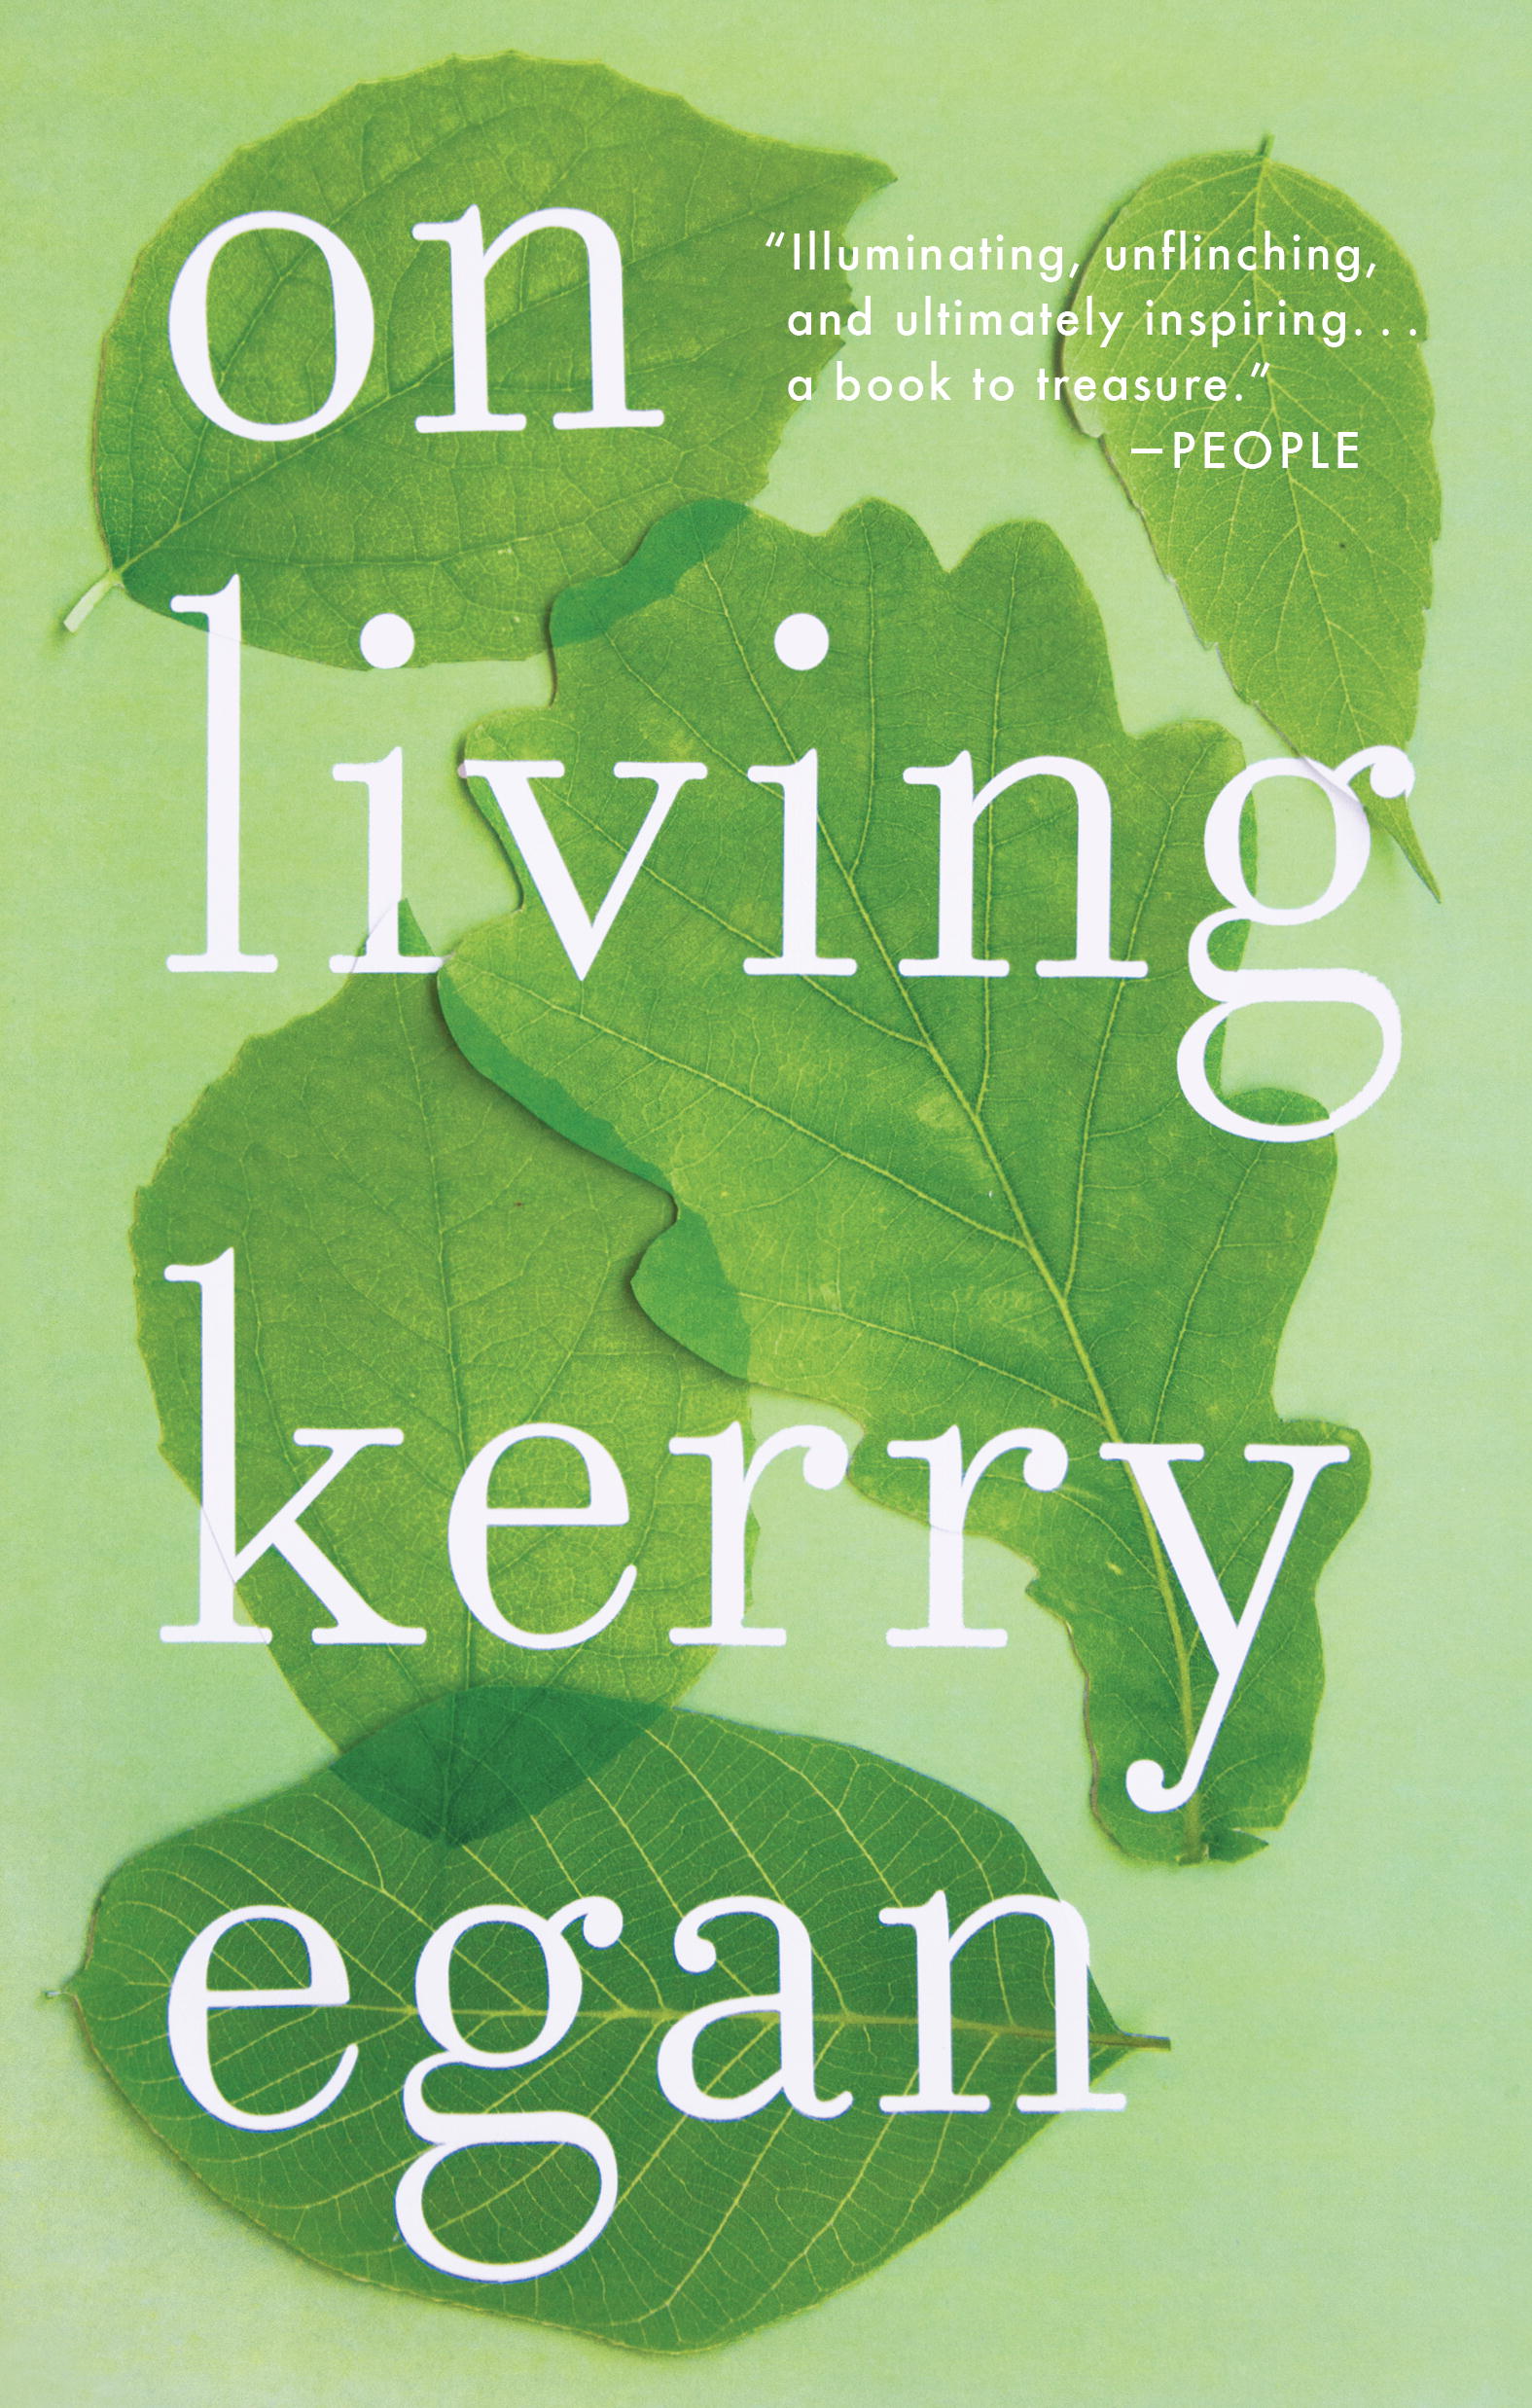 on
“Illuminating, unflinching,
and ultimately inspiring. . .
a book to treasure.”
—PEOPLE
living
kerry
egan